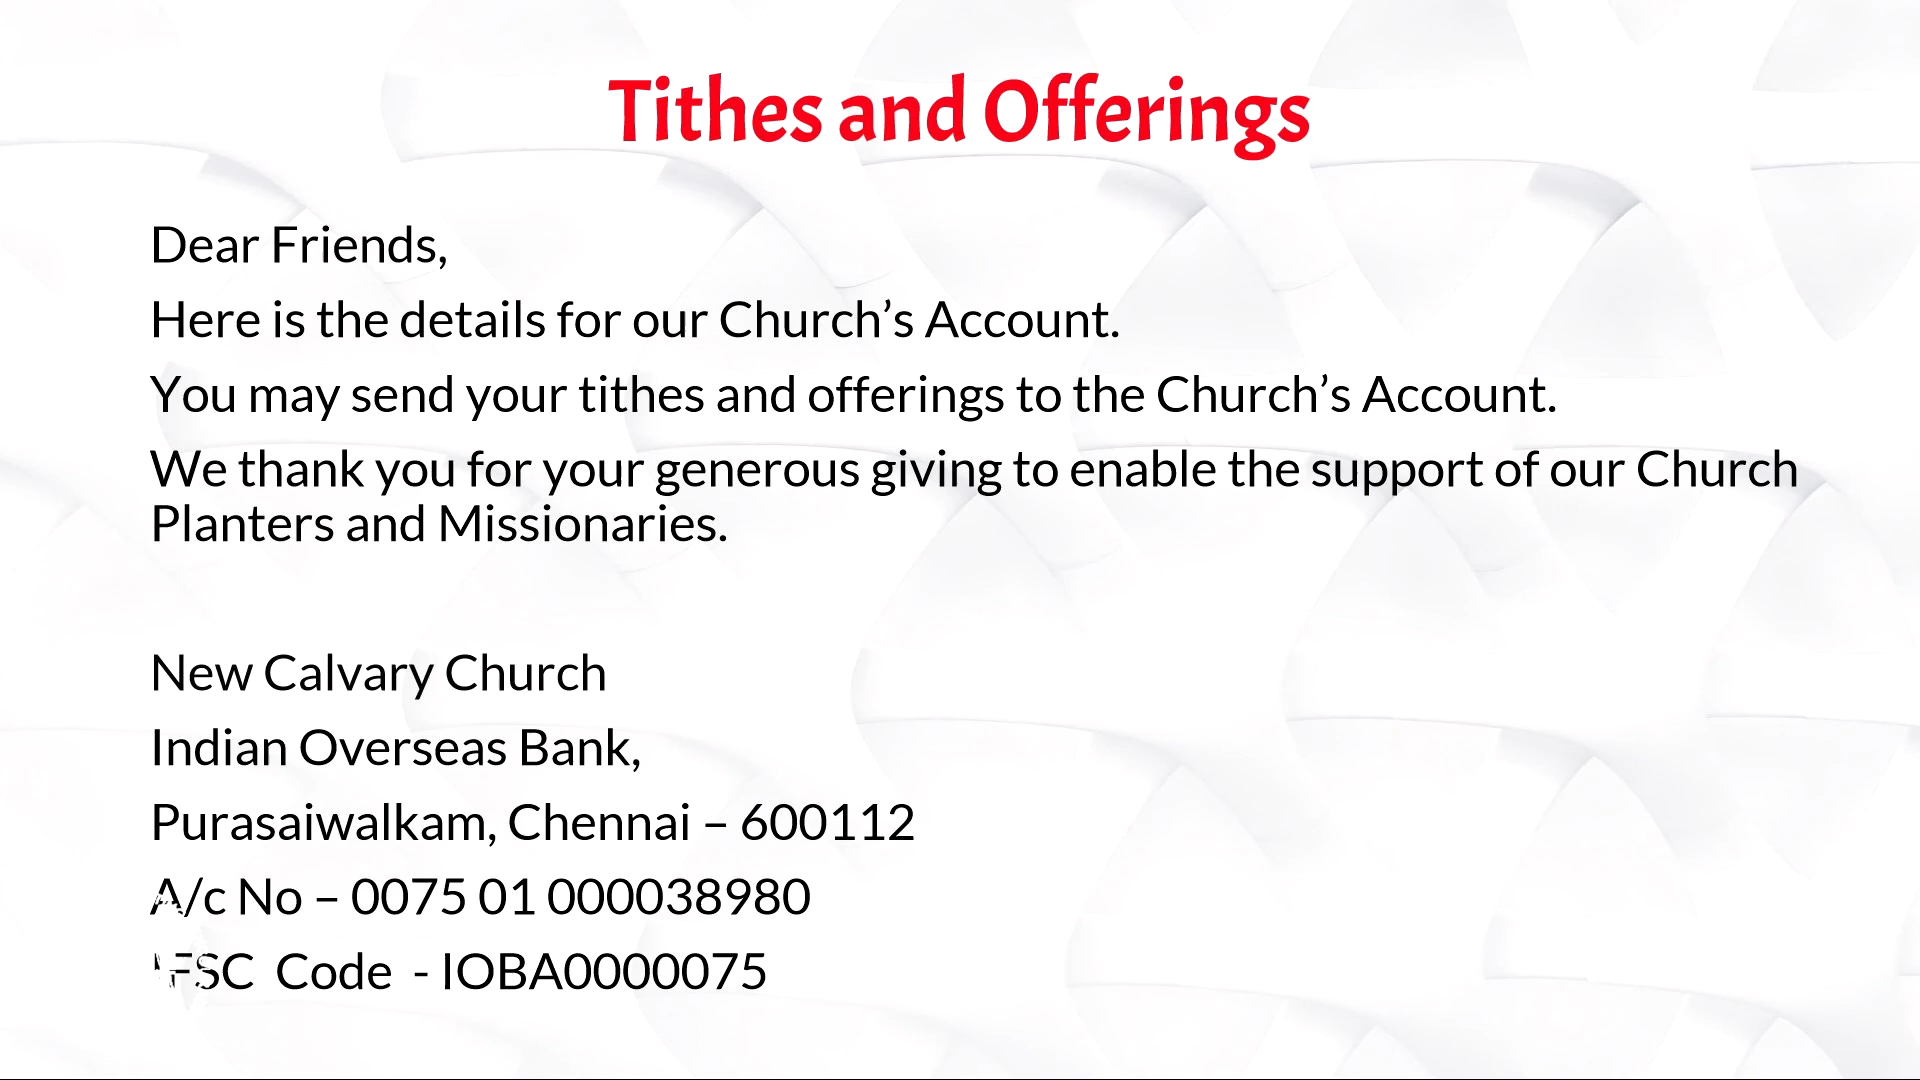 Tithes and Offerings
Dear Friends,
Here is the details for our Church’s Account.
You may send your tithes and offerings to the Church’s Account.
We thank you for your generous giving to enable the support of our Church
Planters and Missionaries.
New Calvary Church
Indian Overseas Bank,
Purasaiwalkam, Chennai – 600112
A/c No – 0075 01 000038980
IFSC Code - IOBA0000075